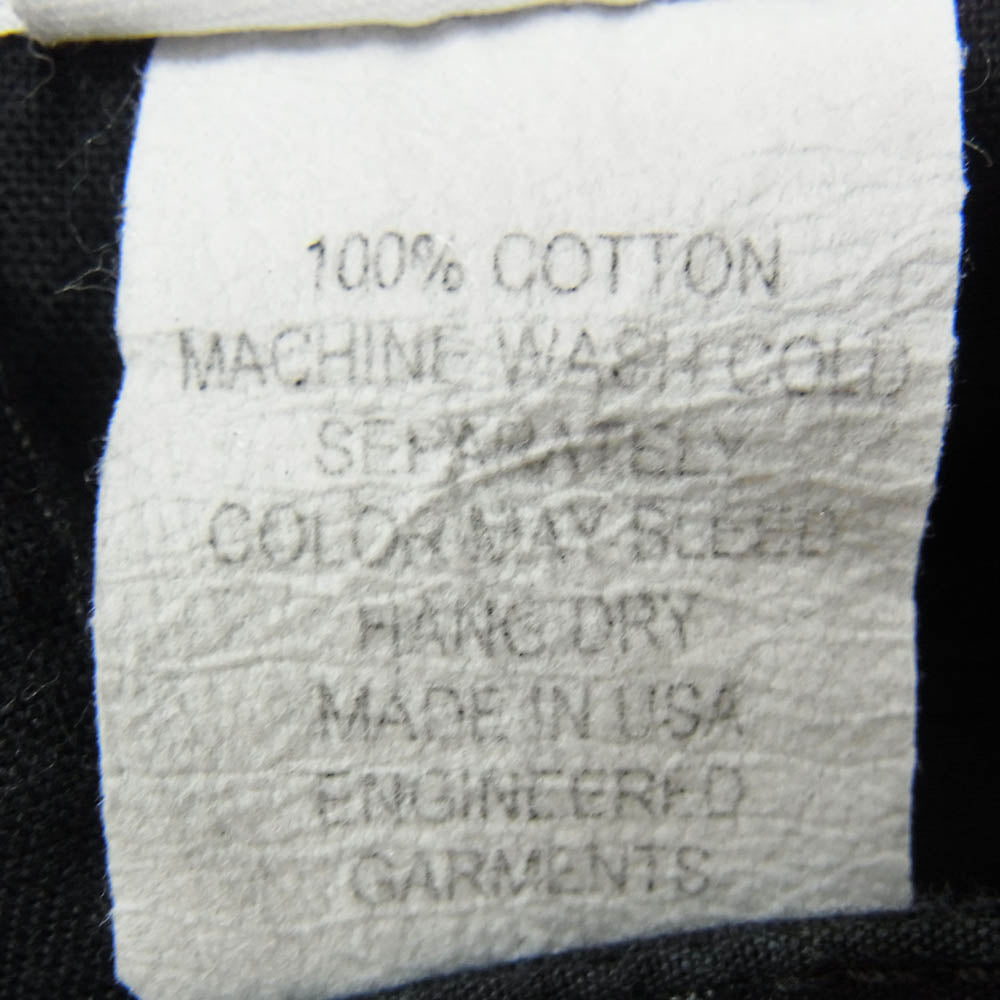 100% COTTON
MACHINE WASH COLD
SEPARATELY
COLOR MAY BLEED
HANG DRY
MADE IN USA
ENGINEERED
GARMENTS